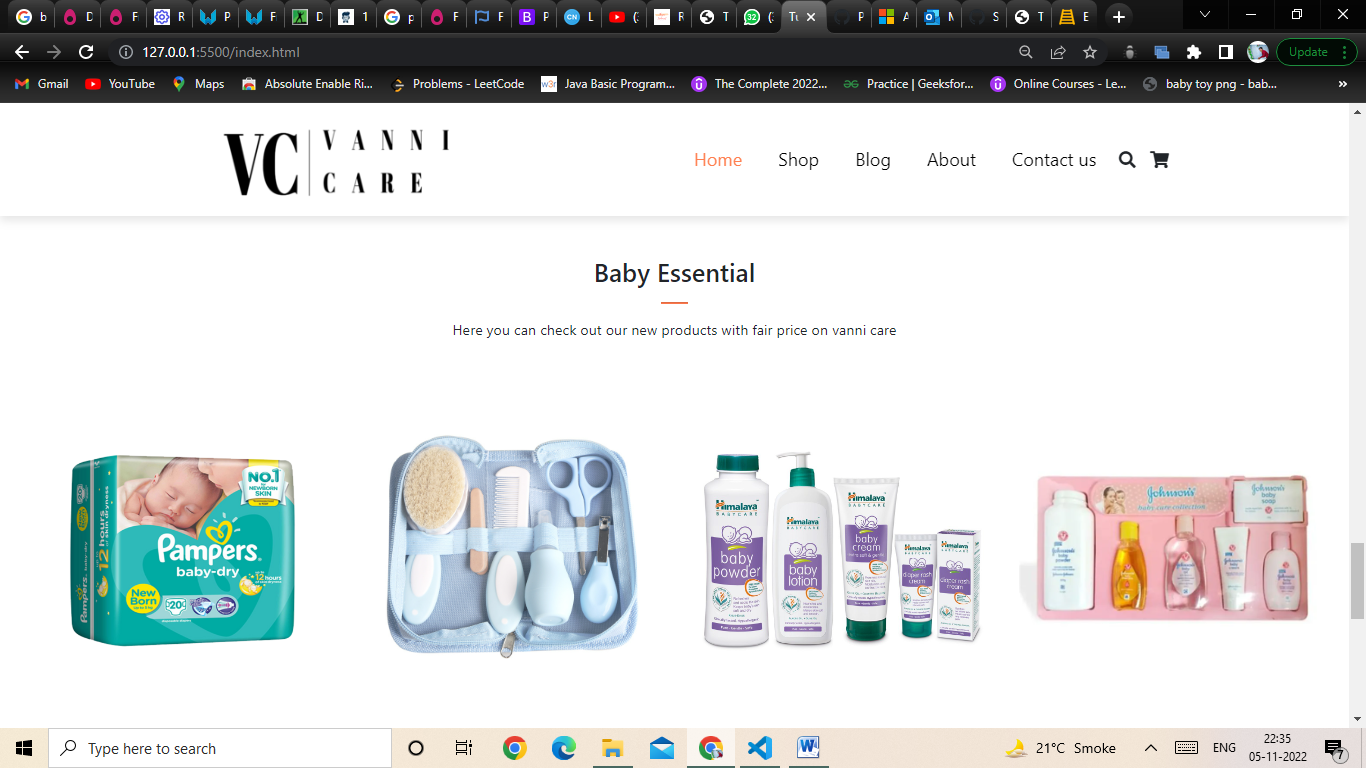 b D F R P F D 1 p F F B P L (: R T (: Tu P A M S T E
Update
127.0.0.1:5500/index.html
Gmail YouTube Maps Absolute Enable Ri... Problems - LeetCode Java Basic Program... The Complete 2022... Practice | Geeksfor... Online Courses - Le... baby toy png - bab... »
VC VANNI
CARE
Home Shop Blog About Contact us
Baby Essential
Here you can check out our new products with fair price on vanni care
NO.1
NEWBORN
SKIN
Pampers
baby-dry
12 hours
New
Born
20
Himalaya
BABYCARE
baby
powder
Himalaya
BABYCARE
baby
lotion
Himalaya
BABYCARE
baby
cream
diaper rash
cream
diaper rash
cream
Johnson's
baby care collection
Johnson's
baby
soap
Type here to search
21°C Smoke
ENG
22:35
05-11-2022
7